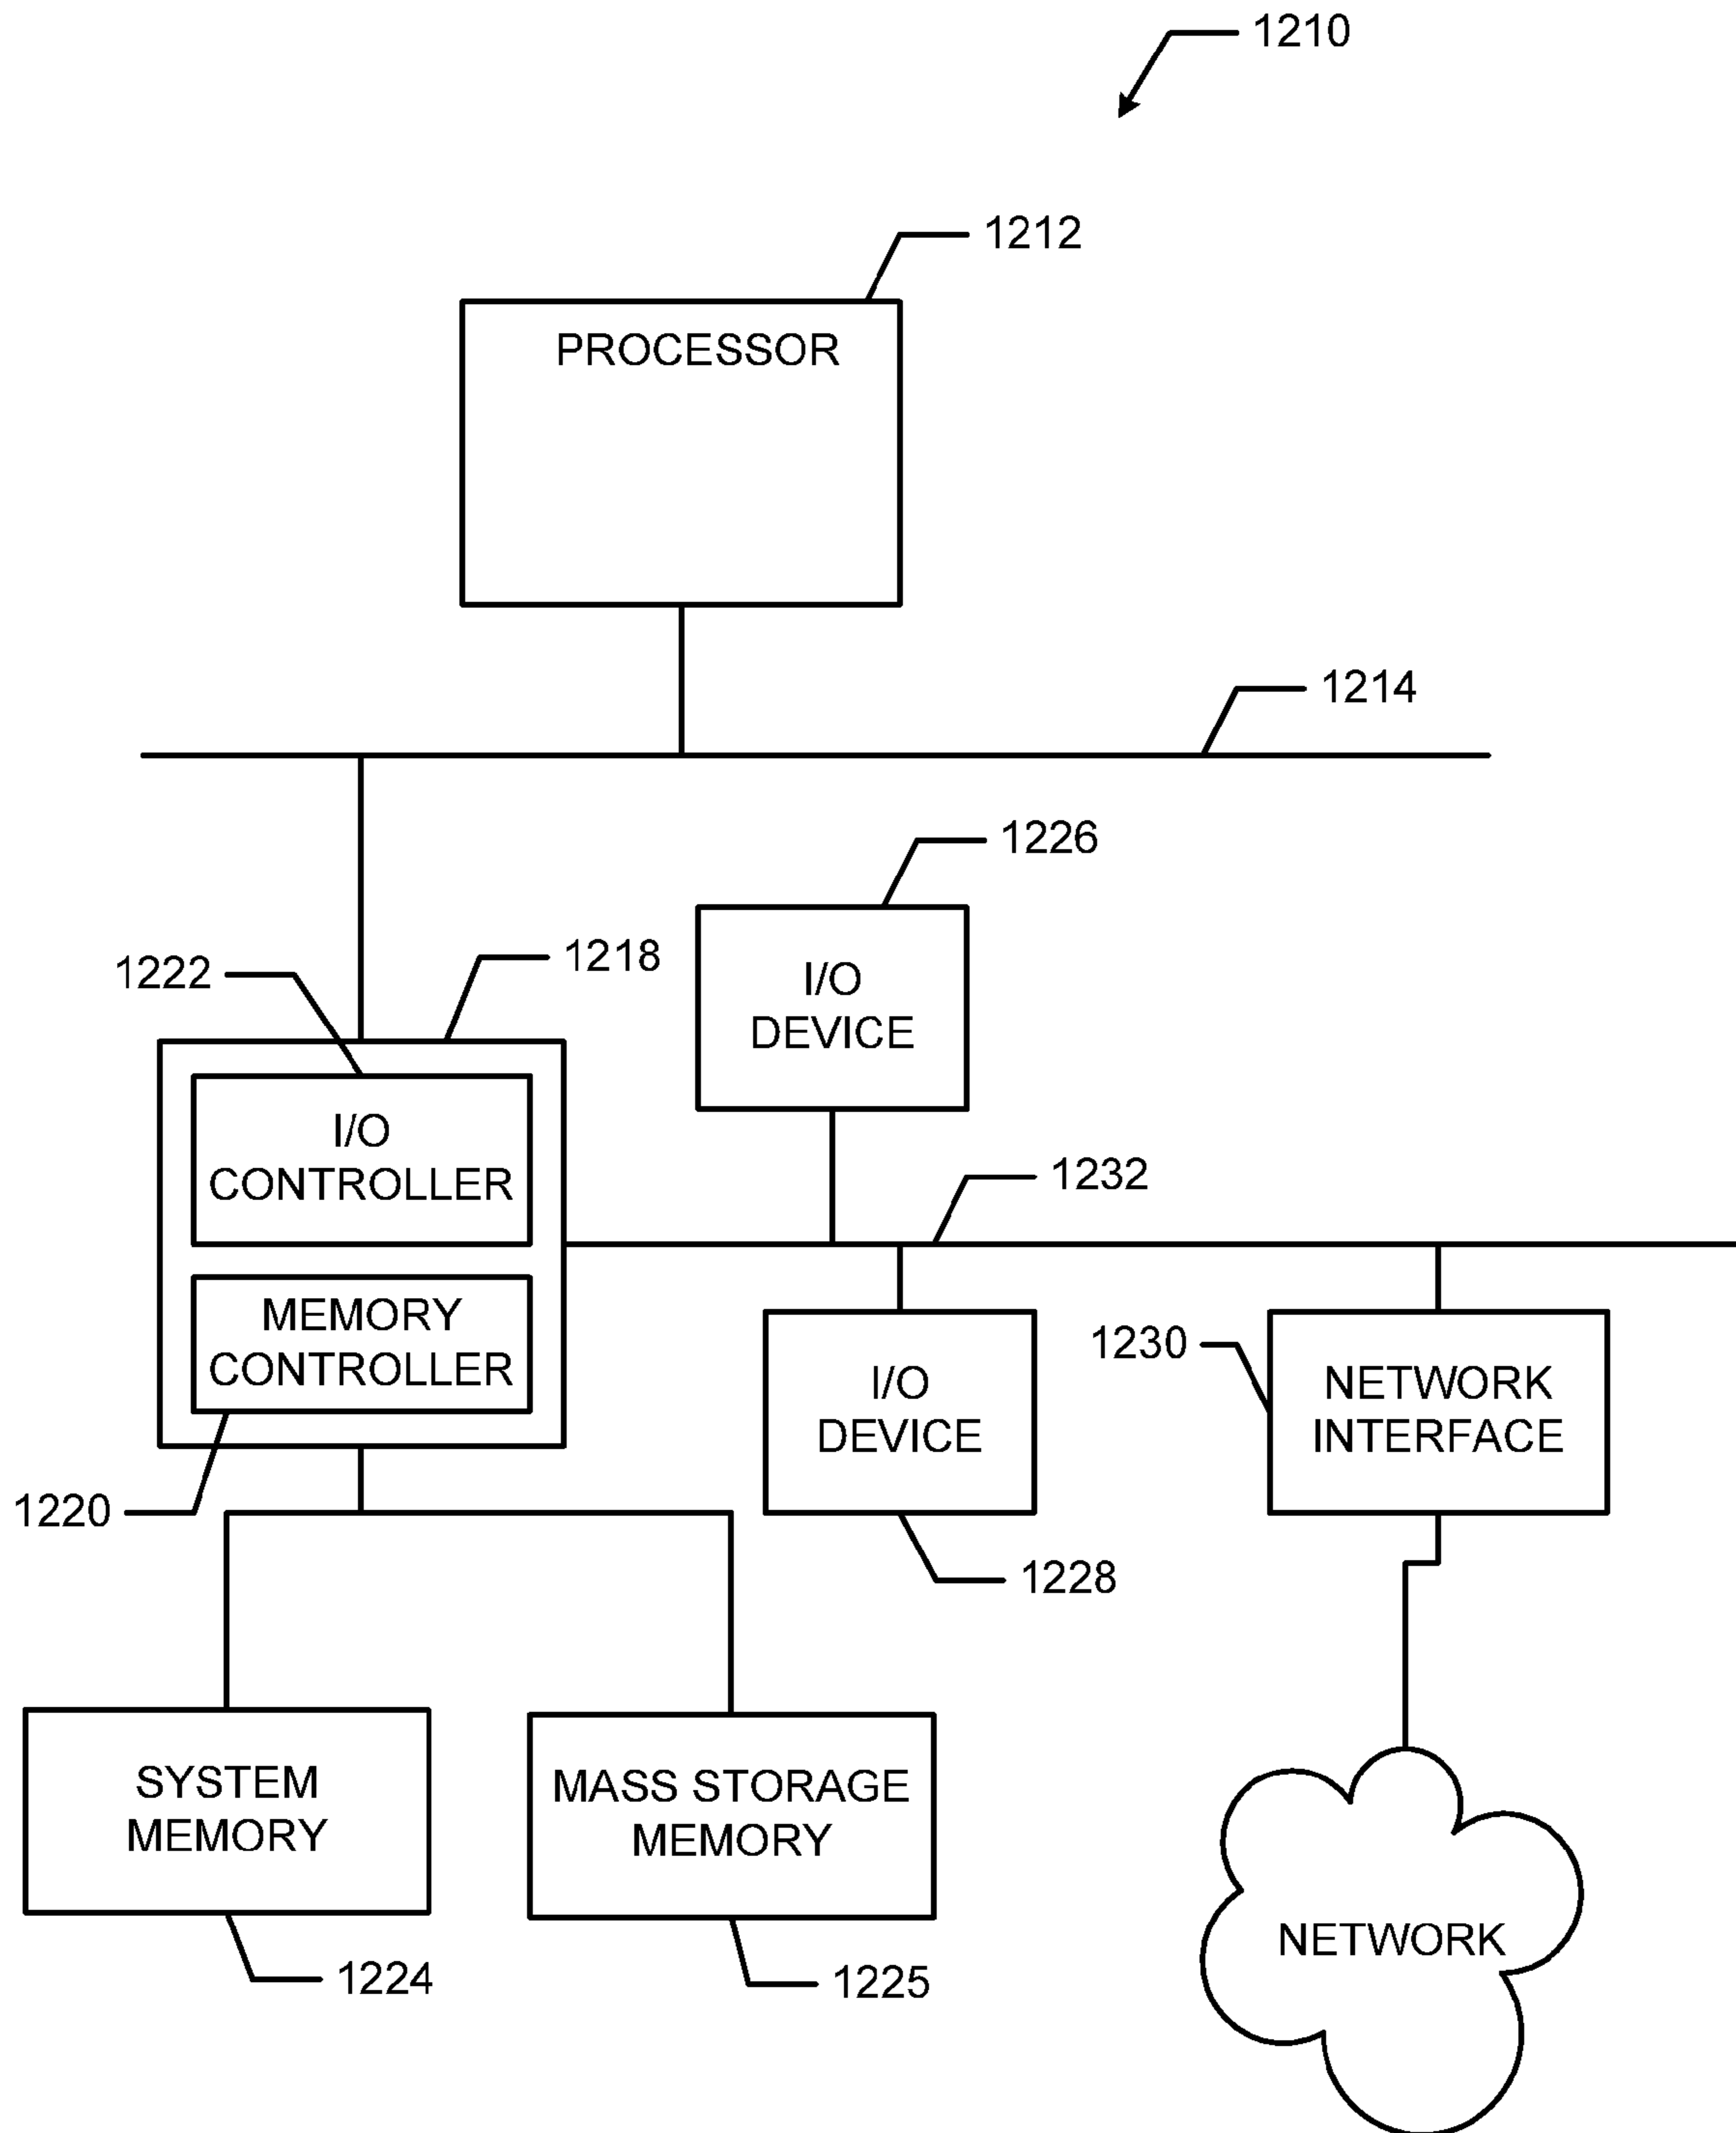 1210
1212
PROCESSOR
1214
1226
1222
1218
I/O
DEVICE
I/O
CONTROLLER
1232
MEMORY
CONTROLLER
1230
I/O
DEVICE
NETWORK
INTERFACE
1220
1228
SYSTEM
MEMORY
MASS STORAGE
MEMORY
NETWORK
1224
1225